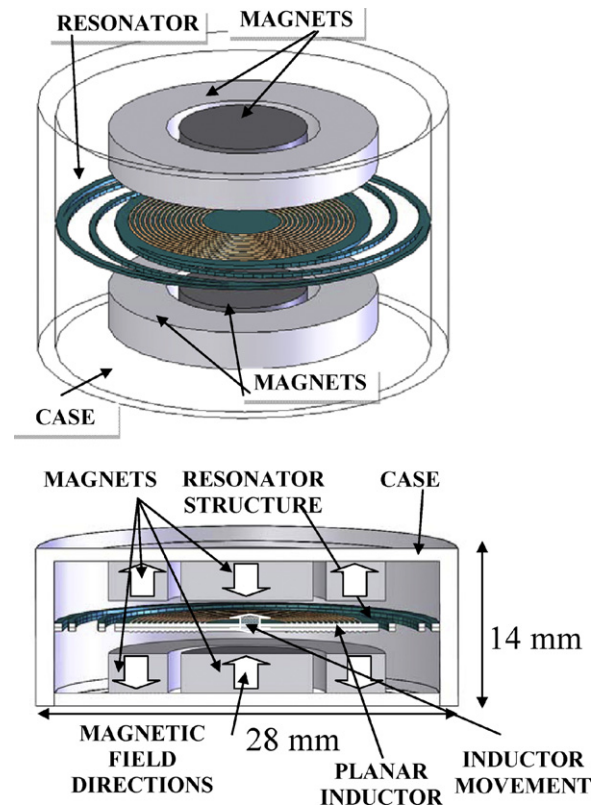 MAGNETS
RESONATOR
MAGNETS
CASE
MAGNETS
RESONATOR
STRUCTURE
CASE
14 mm
28 mm
MAGNETIC
FIELD
DIRECTIONS
PLANAR
INDUCTOR
INDUCTOR
MOVEMENT